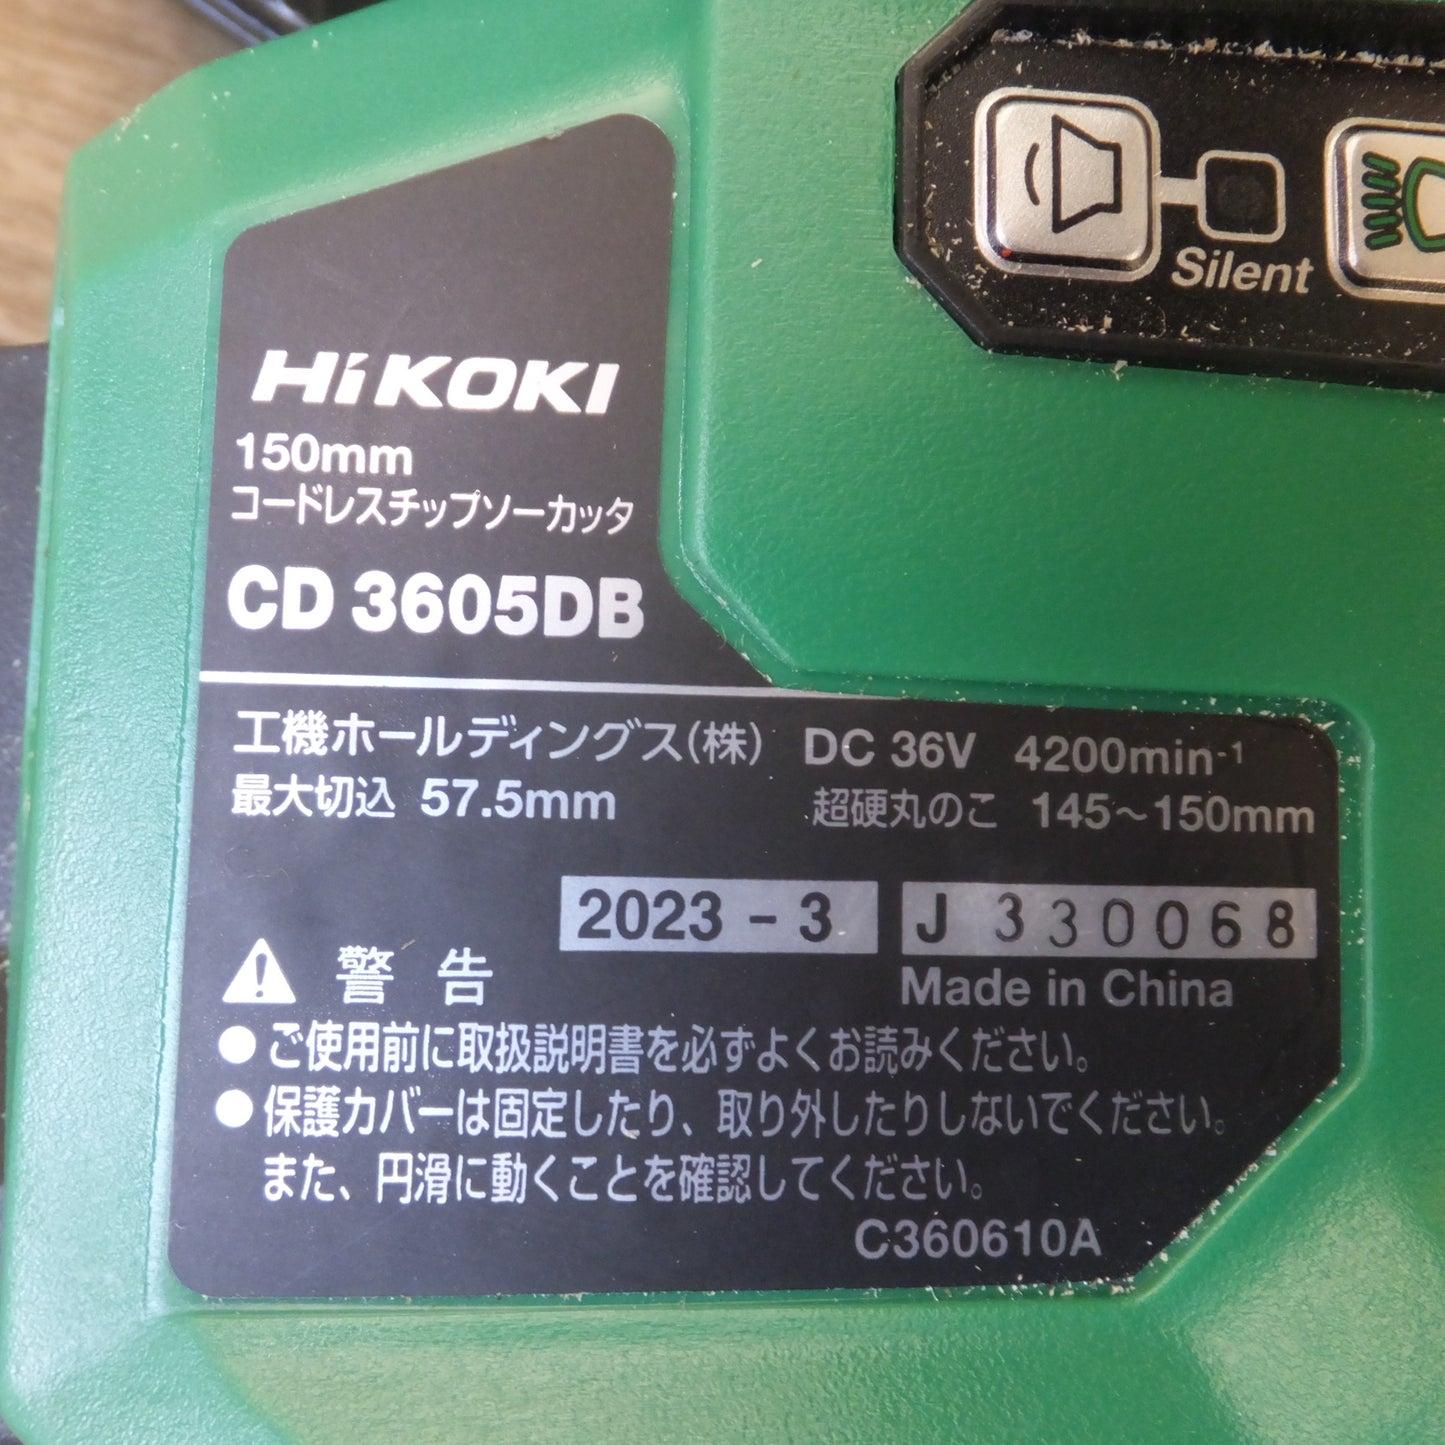 Silent
HiKOKI
150mm
コードレスチップソーカッタ
CD 3605DB
工機ホールディングス(株) DC 36V 4200min-1
最大切込 57.5mm 超硬丸のこ 145~150mm
2023 - 3 J 330068
Made in China
警告
●ご使用前に取扱説明書を必ずよくお読みください。
●保護カバーは固定したり、取り外したりしないでください。
また、円滑に動くことを確認してください。
C360610A